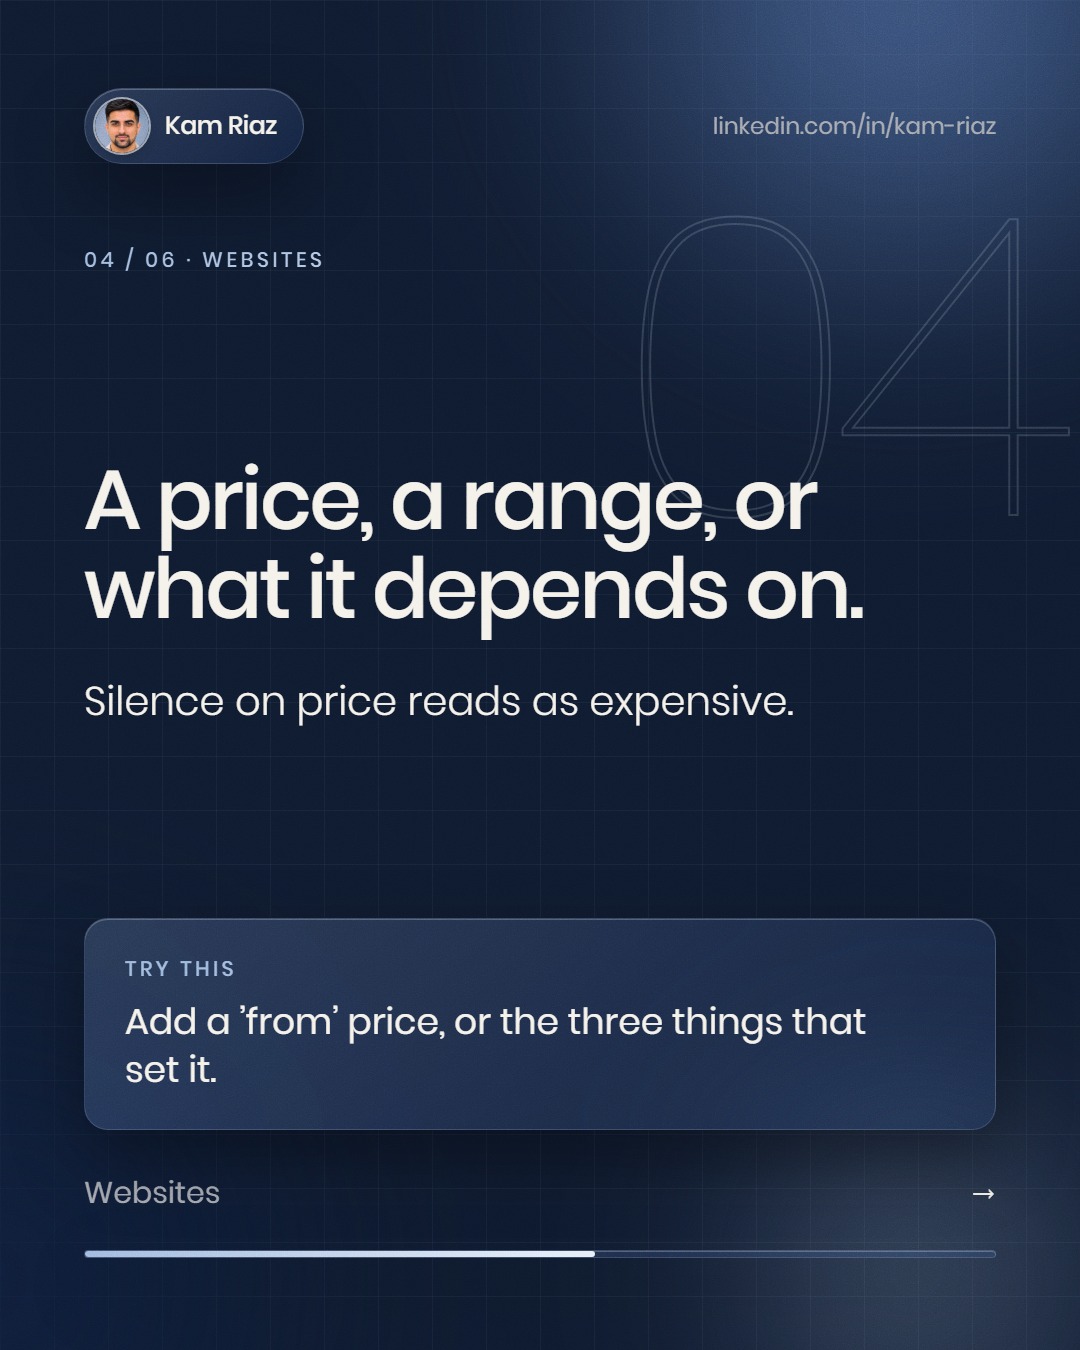 Kam Riaz
linkedin.com/in/kam-riaz
04 / 06 · WEBSITES
04
A price, a range, or
what it depends on.
Silence on price reads as expensive.
TRY THIS
Add a ’from’ price, or the three things that
set it.
Websites
→